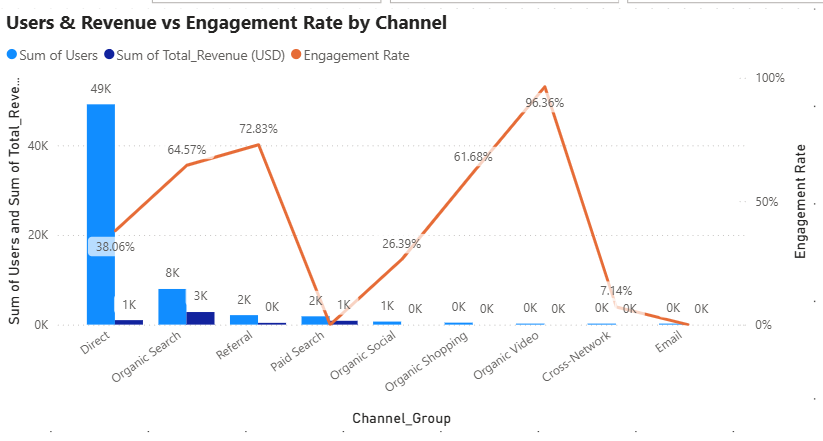 Users & Revenue vs Engagement Rate by Channel
Sum of Users Sum of Total_Revenue (USD) Engagement Rate
Sum of Users and Sum of Total_Reve...
0K
20K
40K
0%
50%
100%
Engagement Rate
49K
1K
38.06%
8K
3K
64.57%
2K
0K
72.83%
2K
1K
1K
0K
26.39%
0K
0K
61.68%
0K
0K
96.36%
0K
0K
7.14%
0K
0K
Direct
Organic Search
Referral
Paid Search
Organic Social
Organic Shopping
Organic Video
Cross-Network
Email
Channel_Group